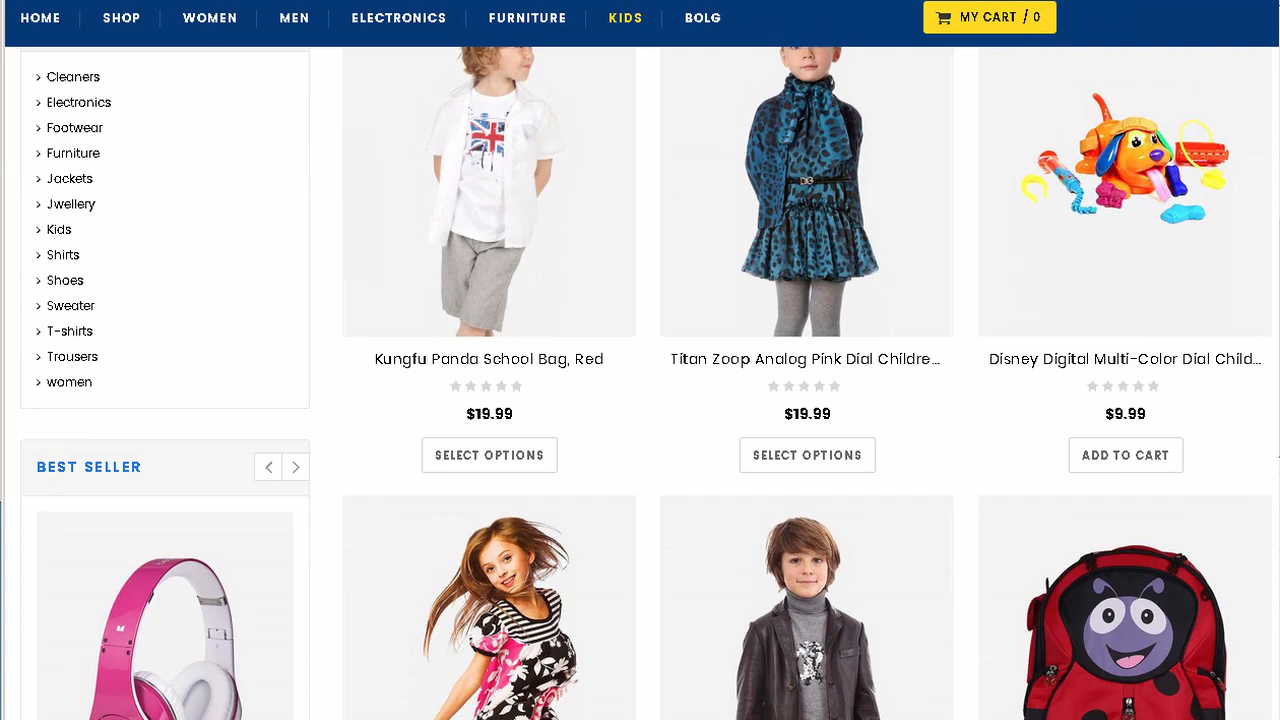 HOME SHOP WOMEN MEN ELECTRONICS FURNITURE KIDS BOLG MY CART / 0
Cleaners
Electronics
Footwear
Furniture
Jackets
Jwellery
Kids
Shirts
Shoes
Sweater
T-shirts
Trousers
women
BEST SELLER
Kungfu Panda School Bag, Red
$19.99
SELECT OPTIONS
Titan Zoop Analog Pink Dial Childre...
$19.99
SELECT OPTIONS
Disney Digital Multi-Color Dial Child...
$9.99
ADD TO CART